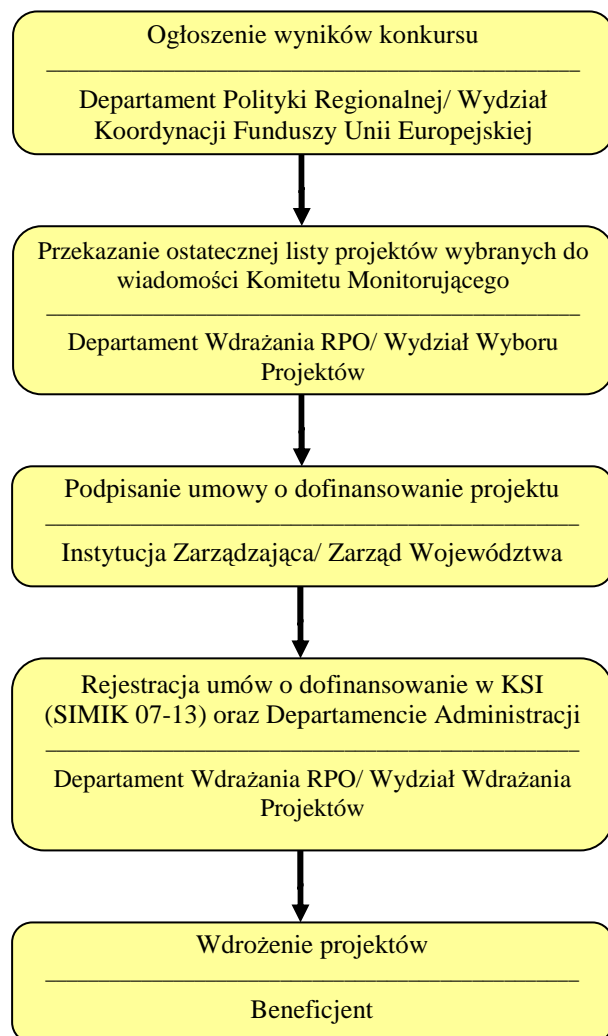 Ogłoszenie wyników konkursu
Departament Polityki Regionalnej/ Wydział
Koordynacji Funduszy Unii Europejskiej
Przekazanie ostatecznej listy projektów wybranych do
wiadomości Komitetu Monitorującego
Departament Wdrażania RPO/ Wydział Wyboru
Projektów
Podpisanie umowy o dofinansowanie projektu
Instytucja Zarządzająca/ Zarząd Województwa
Rejestracja umów o dofinansowanie w KSI
(SIMIK 07-13) oraz Departamencie Administracji
Departament Wdrażania RPO/ Wydział Wdrażania
Projektów
Wdrożenie projektów
Beneficjent